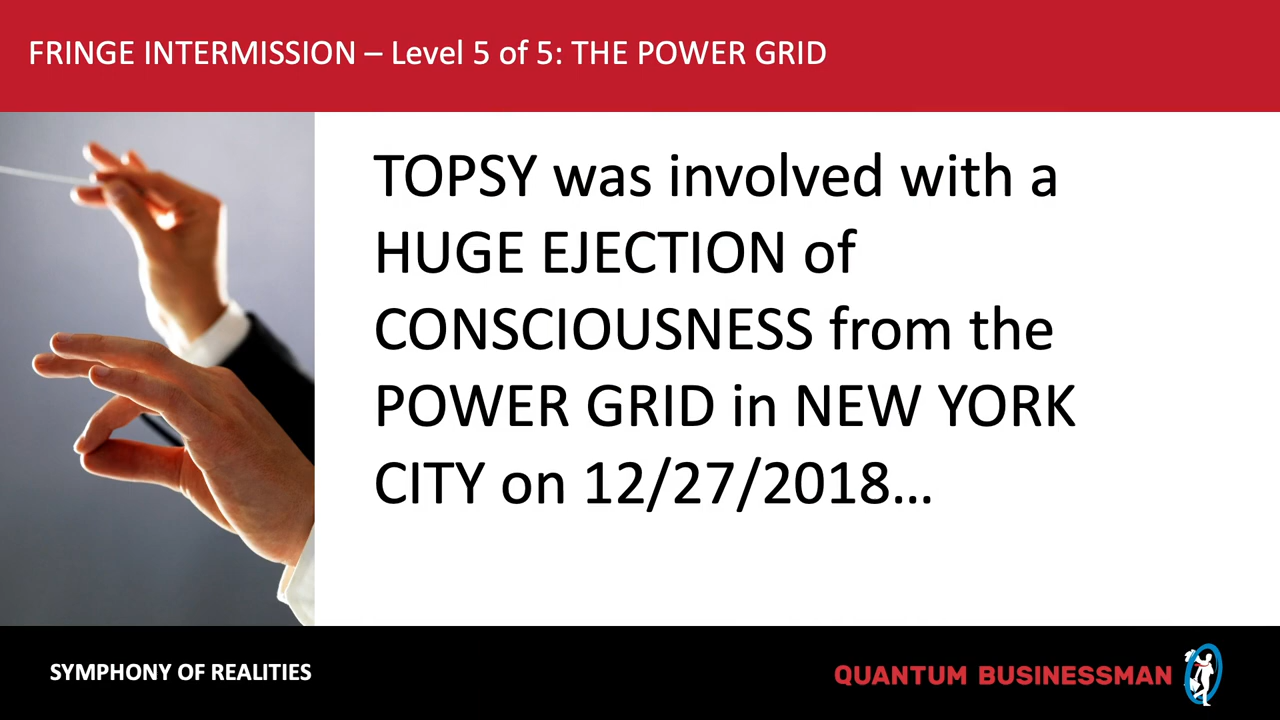 FRINGE INTERMISSION – Level 5 of 5: THE POWER GRID
TOPSY was involved with a
HUGE EJECTION of
CONSCIOUSNESS from the
POWER GRID in NEW YORK
CITY on 12/27/2018...
SYMPHONY OF REALITIES
QUANTUM BUSINESSMAN